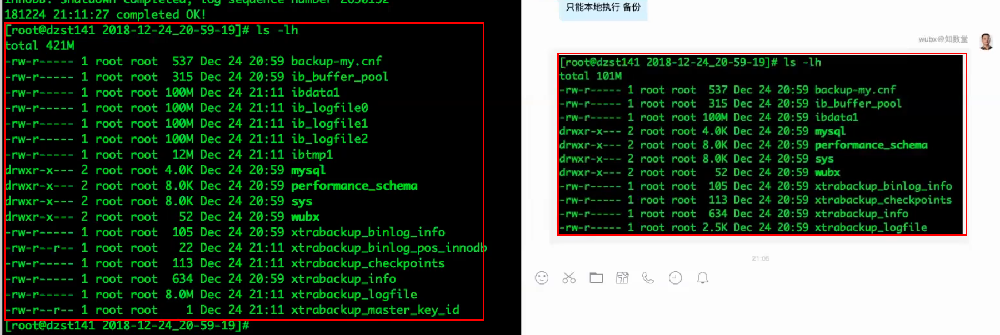 InnoDB: Shutdown completed; log sequence number 2650152
181224 21:11:27 completed OK!
[root@dzst141 2018-12-24_20-59-19]# ls -lh
total 421M
-rw-r----- 1 root root  537 Dec 24 20:59 backup-my.cnf
-rw-r----- 1 root root  315 Dec 24 20:59 ib_buffer_pool
-rw-r----- 1 root root 100M Dec 24 21:11 ibdata1
-rw-r----- 1 root root 100M Dec 24 21:11 ib_logfile0
-rw-r----- 1 root root 100M Dec 24 21:11 ib_logfile1
-rw-r----- 1 root root 100M Dec 24 21:11 ib_logfile2
-rw-r----- 1 root root  12M Dec 24 21:11 ibtmp1
drwxr-x--- 2 root root 4.0K Dec 24 20:59 mysql
drwxr-x--- 2 root root 8.0K Dec 24 20:59 performance_schema
drwxr-x--- 2 root root 8.0K Dec 24 20:59 sys
drwxr-x--- 2 root root   52 Dec 24 20:59 wubx
-rw-r----- 1 root root  105 Dec 24 20:59 xtrabackup_binlog_info
-rw-r--r-- 1 root root   22 Dec 24 21:11 xtrabackup_binlog_pos_innodb
-rw-r----- 1 root root  113 Dec 24 21:11 xtrabackup_checkpoints
-rw-r----- 1 root root  634 Dec 24 20:59 xtrabackup_info
-rw-r----- 1 root root 8.0M Dec 24 21:11 xtrabackup_logfile
-rw-r--r-- 1 root root    1 Dec 24 21:11 xtrabackup_master_key_id
[root@dzst141 2018-12-24_20-59-19]#
只能本地执行 备份
wubx@知数堂
[root@dzst141 2018-12-24_20-59-19]# ls -lh
total 101M
-rw-r----- 1 root root  537 Dec 24 20:59 backup-my.cnf
-rw-r----- 1 root root  315 Dec 24 20:59 ib_buffer_pool
-rw-r----- 1 root root 100M Dec 24 20:59 ibdata1
drwxr-x--- 2 root root 4.0K Dec 24 20:59 mysql
drwxr-x--- 2 root root 8.0K Dec 24 20:59 performance_schema
drwxr-x--- 2 root root 8.0K Dec 24 20:59 sys
drwxr-x--- 2 root root   52 Dec 24 20:59 wubx
-rw-r----- 1 root root  105 Dec 24 20:59 xtrabackup_binlog_info
-rw-r----- 1 root root  113 Dec 24 20:59 xtrabackup_checkpoints
-rw-r----- 1 root root  634 Dec 24 20:59 xtrabackup_info
-rw-r----- 1 root root 2.5K Dec 24 20:59 xtrabackup_logfile
21:05